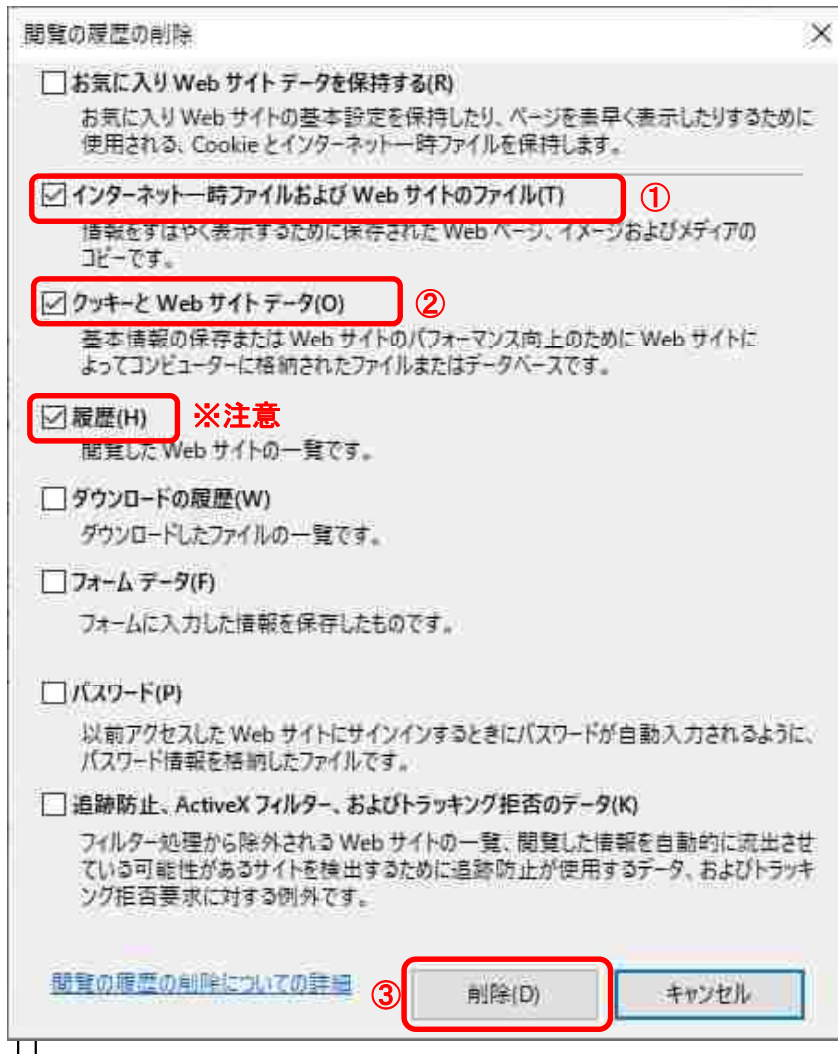 閲覧の履歴の削除
お気に入り Web サイト データを保持する(R)
お気に入り Web サイトの基本設定を保持したり、ページを素早く表示したりするために
使用される、Cookie とインターネット一時ファイルを保持します。
インターネット一時ファイルおよび Web サイトのファイル(T) ①
情報をすばやく表示するために保存された Web ページ、イメージおよびメディアの
コピーです。
クッキーと Web サイト データ(O) ②
基本情報の保存または Web サイトのパフォーマンス向上のために Web サイトに
よってコンピューターに格納されたファイルまたはデータベースです。
履歴(H) ※注意
閲覧した Web サイトの一覧です。
ダウンロードの履歴(W)
ダウンロードしたファイルの一覧です。
フォーム データ(F)
フォームに入力した情報を保存したものです。
パスワード(P)
以前アクセスした Web サイトにサインインするときにパスワードが自動入力されるように、
パスワード情報を格納したファイルです。
追跡防止、ActiveX フィルター、およびトラッキング拒否のデータ(K)
フィルター処理から除外される Web サイトの一覧、閲覧した情報を自動的に流出させ
ている可能性があるサイトを検出するために追跡防止が使用するデータ、およびトラッキ
ング拒否要求に対する例外です。
閲覧の履歴の削除についての詳細 ③ 削除(D) キャンセル